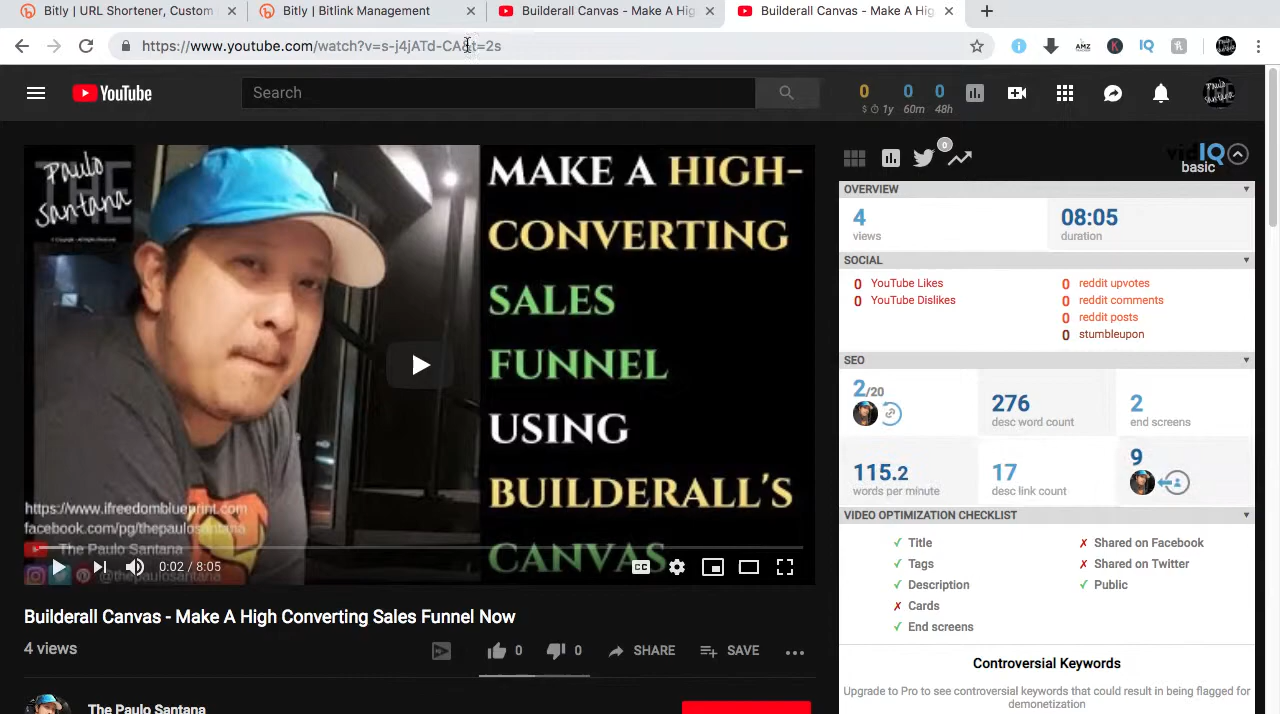 Bitly | URL Shortener, Custom
Bitly | Bitlink Management
Builderall Canvas - Make A Hig
Builderall Canvas - Make A Hig
https://www.youtube.com/watch?v=s-j4jATd-CA&t=2s
AMZ
K
IQ
YouTube
Search
0 0 0
$ 1y 60m 48h
Paulo
Santana
THE
MAKE A HIGH-
CONVERTING
SALES
FUNNEL
USING
BUILDERALL'S
CANVAS
https://www.ifreedomblueprint.com
facebook.com/pg/thepaulosantana
The Paulo Santana
@thepaulosantana
0:02 / 8:05
CC
Builderall Canvas - Make A High Converting Sales Funnel Now
4 views
0
0
SHARE
SAVE
The Paulo Santana
0
vidIQ
basic
OVERVIEW
4
views
08:05
duration
SOCIAL
0 YouTube Likes
0 YouTube Dislikes
0 reddit upvotes
0 reddit comments
0 reddit posts
0 stumbleupon
SEO
2/20
276
desc word count
2
end screens
115.2
words per minute
17
desc link count
9
VIDEO OPTIMIZATION CHECKLIST
✓ Title
✓ Tags
✓ Description
✗ Cards
✓ End screens
✗ Shared on Facebook
✗ Shared on Twitter
✓ Public
Controversial Keywords
Upgrade to Pro to see controversial keywords that could result in being flagged for
demonetization